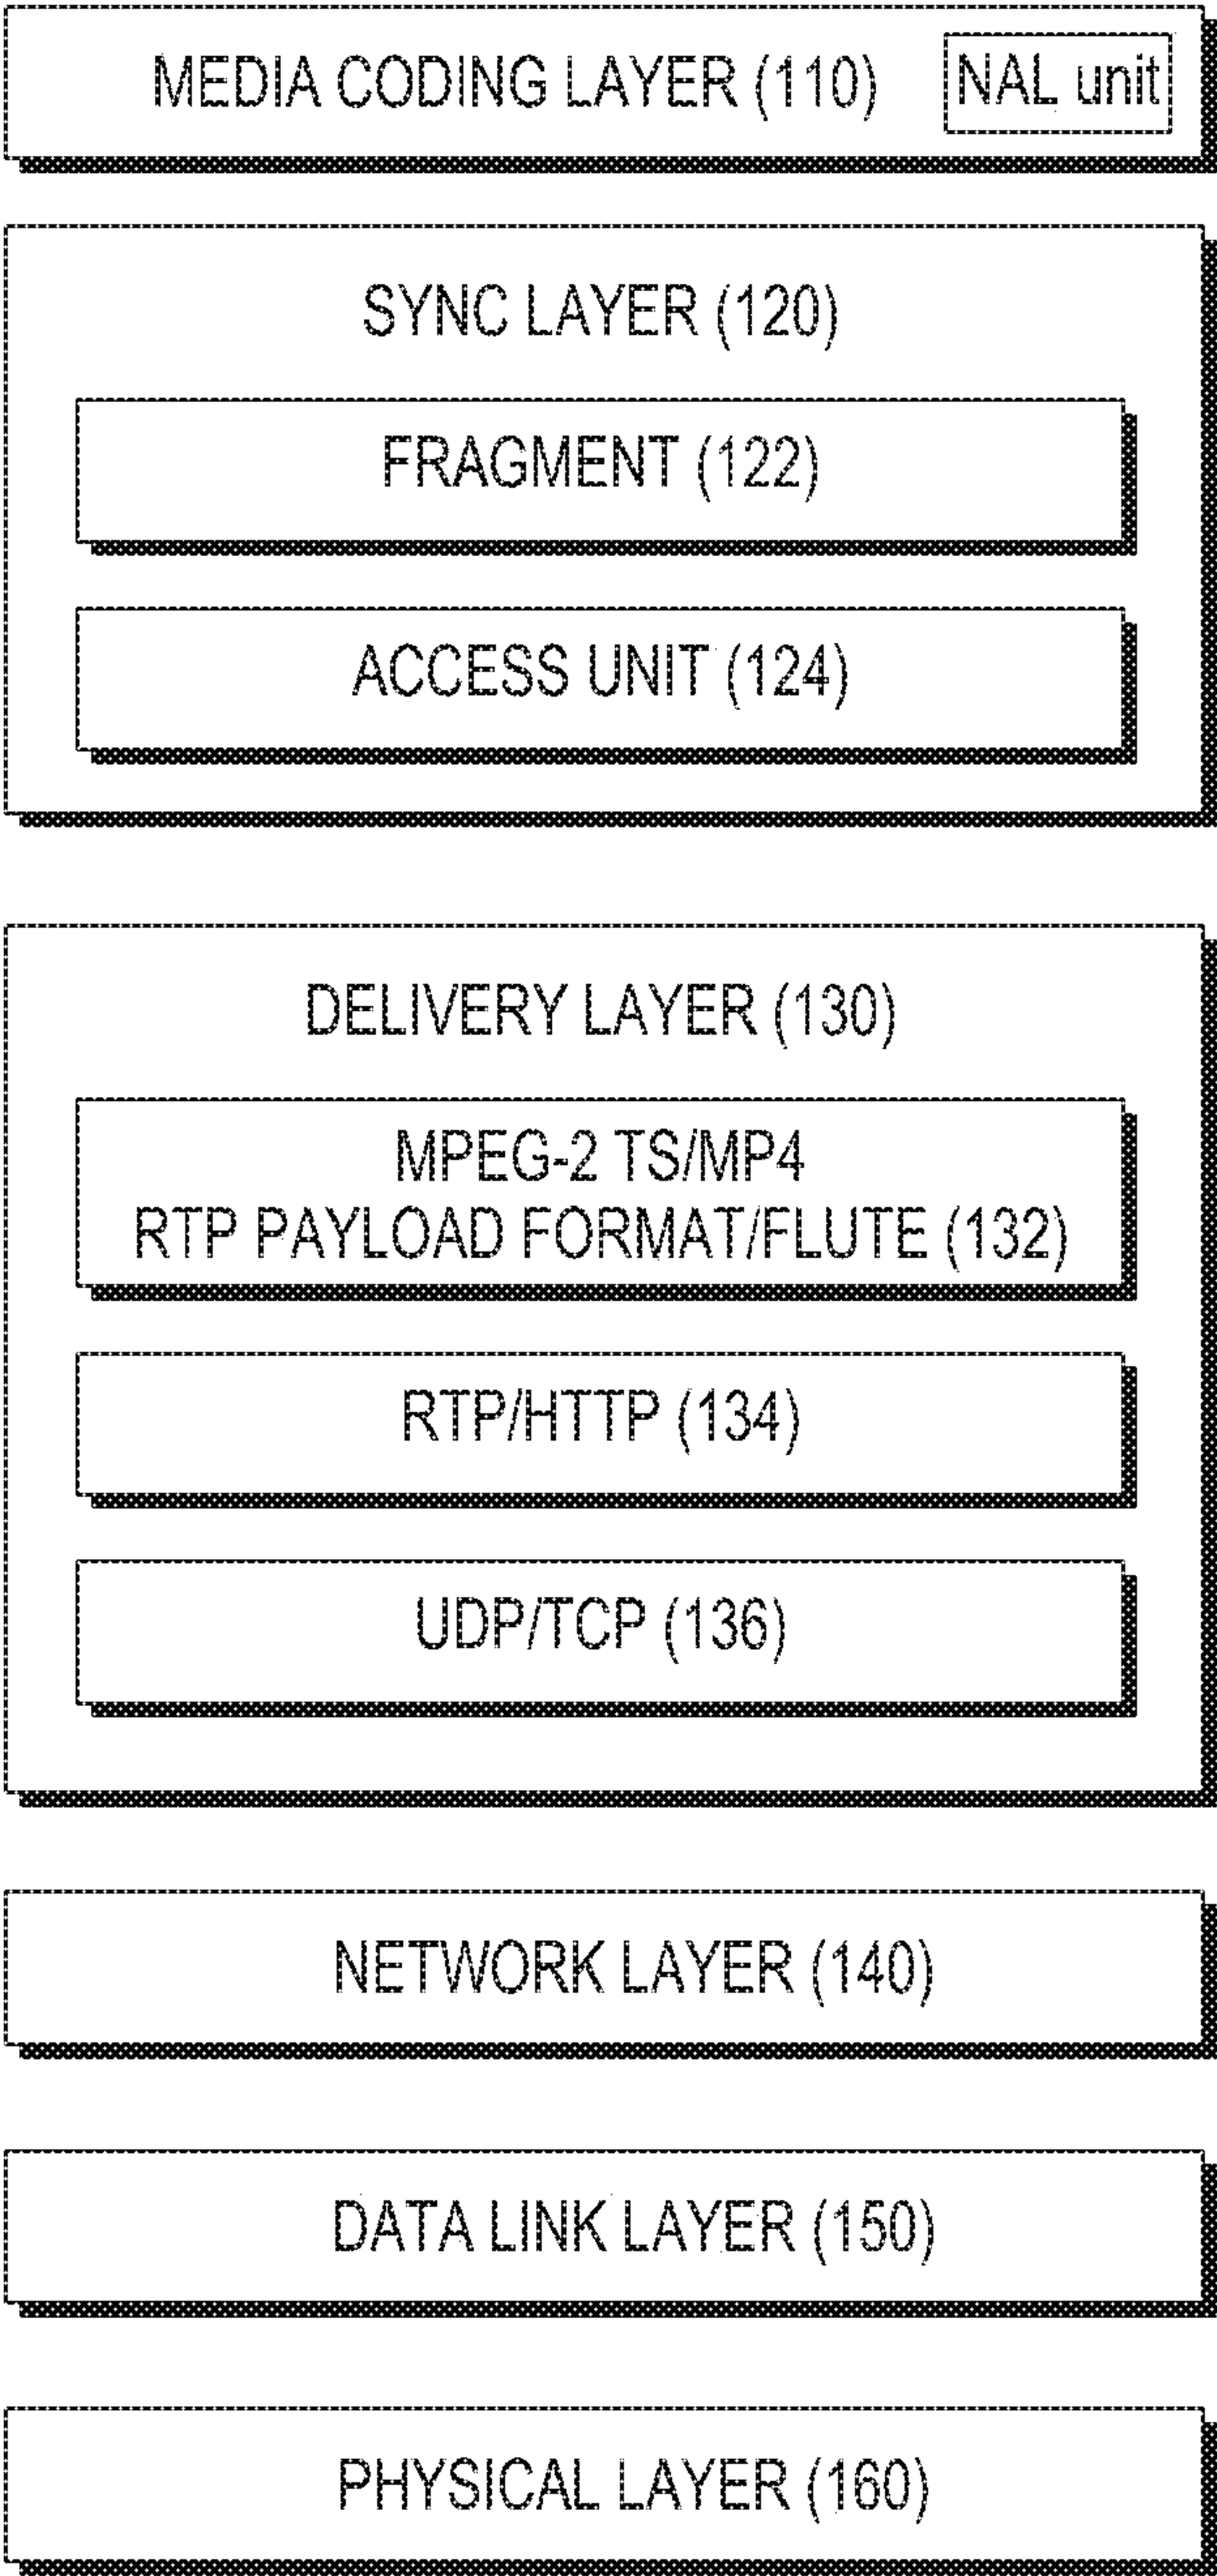 MEDIA CODING LAYER (110) NAL unit
SYNC LAYER (120)
FRAGMENT (122)
ACCESS UNIT (124)
DELIVERY LAYER (130)
MPEG-2 TS/MP4
RTP PAYLOAD FORMAT/FLUTE (132)
RTP/HTTP (134)
UDP/TCP (136)
NETWORK LAYER (140)
DATA LINK LAYER (150)
PHYSICAL LAYER (160)